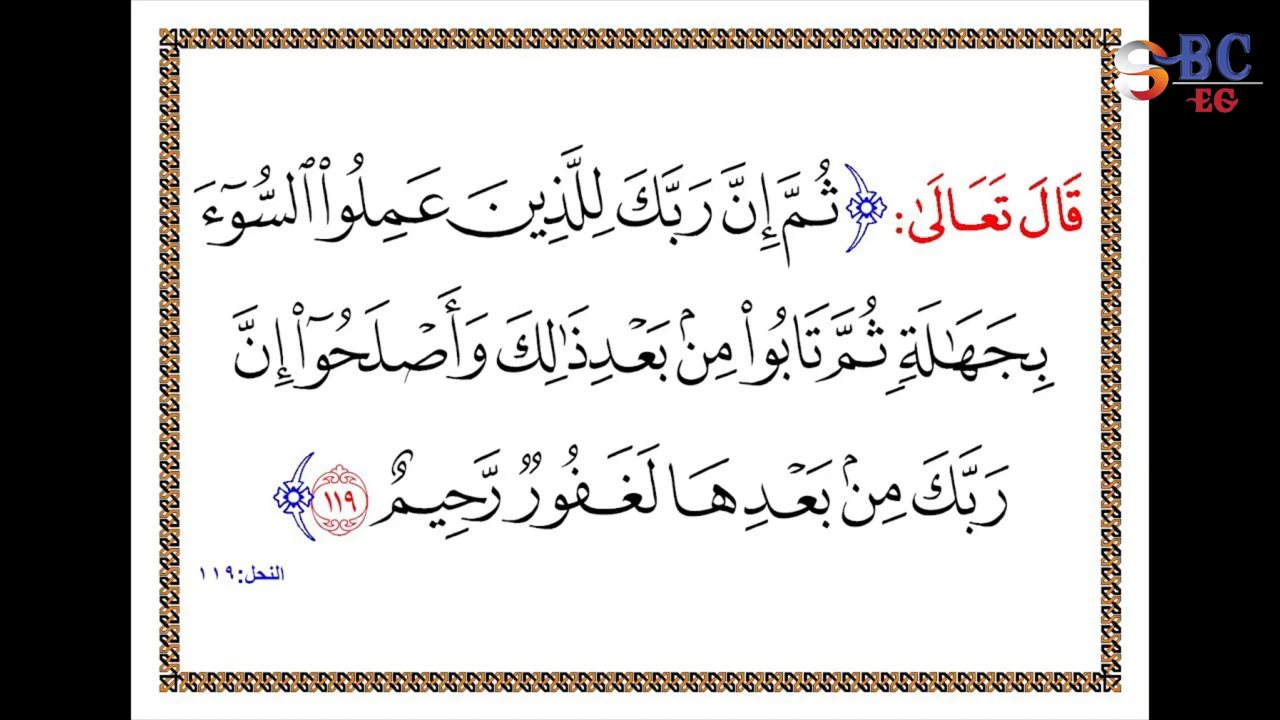 SBC
EG
قَالَ تَعَالَىٰ: ﴿ ثُمَّ إِنَّ رَبَّكَ لِلَّذِينَ عَمِلُوا۟ ٱلسُّوٓءَ
بِجَهَٰلَةٍ ثُمَّ تَابُوا۟ مِنۢ بَعْدِ ذَٰلِكَ وَأَصْلَحُوٓا۟ إِنَّ
رَبَّكَ مِنۢ بَعْدِهَا لَغَفُورٌ رَّحِيمٌ ١١٩ ﴾
النحل: ١١٩